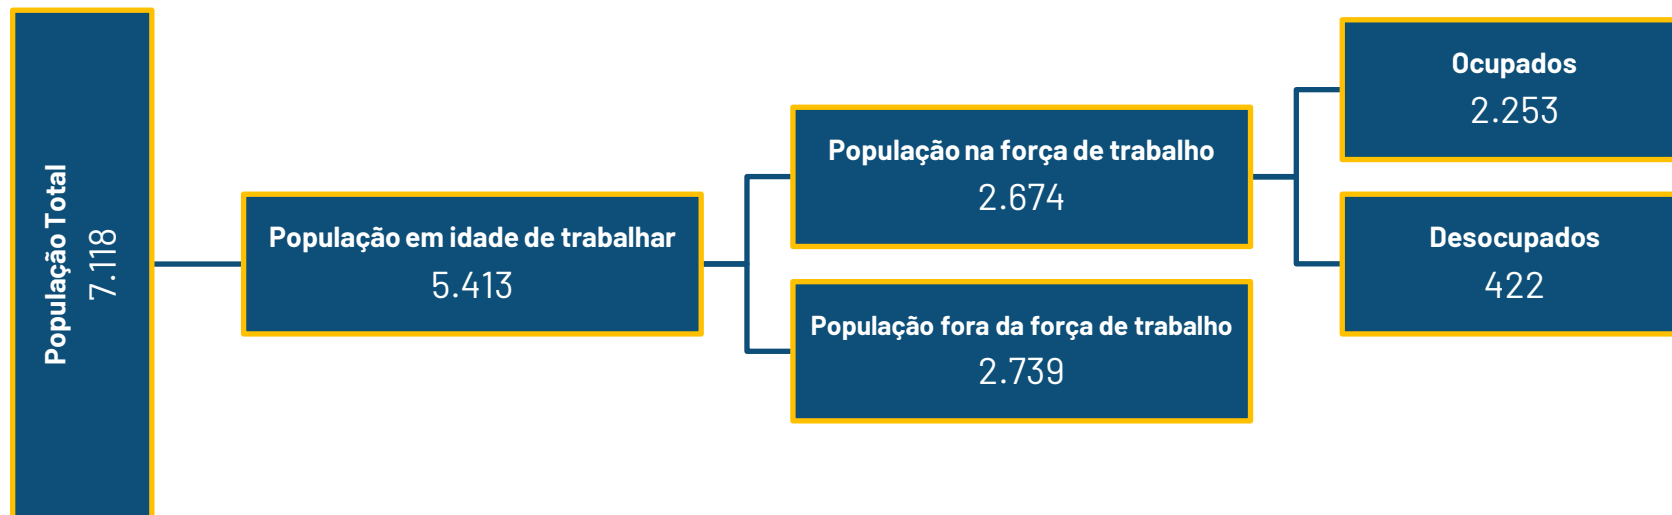 População Total
7.118
População em idade de trabalhar
5.413
População na força de trabalho
2.674
População fora da força de trabalho
2.739
Ocupados
2.253
Desocupados
422